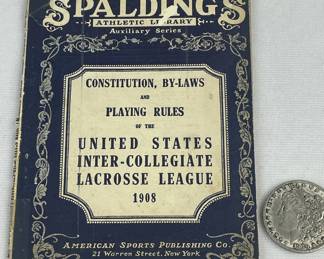 SPALDING'S
ATHLETIC LIBRARY
Auxiliary Series
CONSTITUTION, BY-LAWS
AND
PLAYING RULES
OF THE
UNITED STATES
INTER-COLLEGIATE
LACROSSE LEAGUE
1908
AMERICAN SPORTS PUBLISHING CO.
21 Warren Street, New York